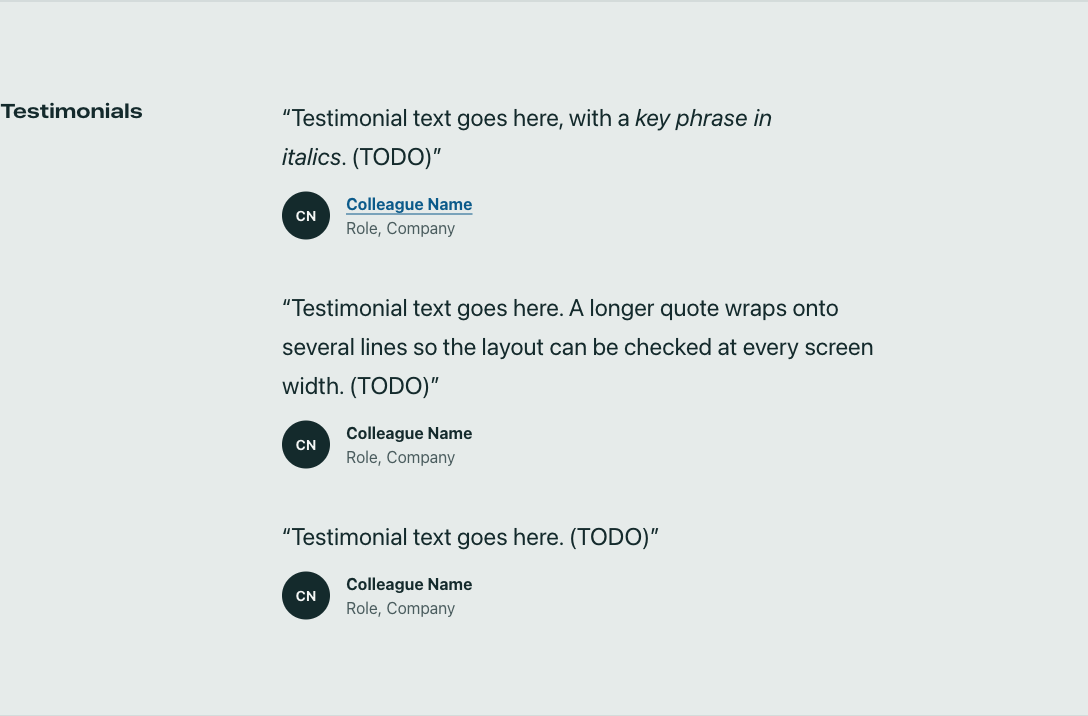 Testimonials
“Testimonial text goes here, with a key phrase in
italics. (TODO)”
CN
Colleague Name
Role, Company
“Testimonial text goes here. A longer quote wraps onto
several lines so the layout can be checked at every screen
width. (TODO)”
CN
Colleague Name
Role, Company
“Testimonial text goes here. (TODO)”
CN
Colleague Name
Role, Company